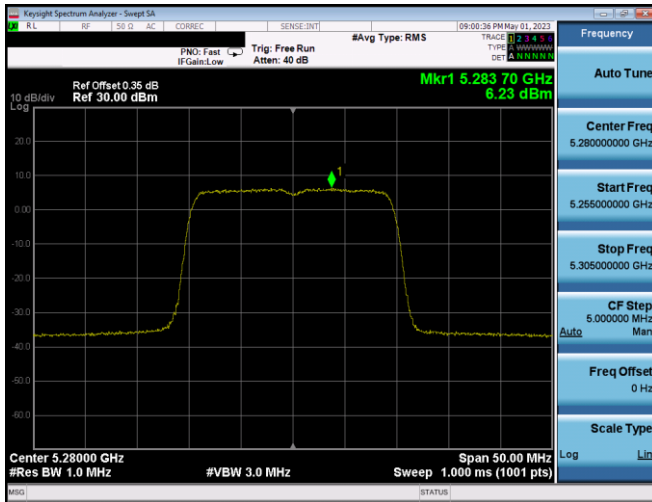 Keysight Spectrum Analyzer - Swept SA
RL RF 50 Ω AC CORREC SENSE:INT 09:00:36 PM May 01, 2023
#Avg Type: RMS TRACE 1 2 3 4 5 6
TYPE A WWWWW
DET A N N N N N
PNO: Fast Trig: Free Run
IFGain:Low Atten: 40 dB
Mkr1 5.283 70 GHz
6.23 dBm
Ref Offset 0.35 dB
10 dB/div Ref 30.00 dBm
Log
20.0
10.0
0.00
-10.0
-20.0
-30.0
-40.0
-50.0
-60.0
1
Center 5.28000 GHz Span 50.00 MHz
#Res BW 1.0 MHz #VBW 3.0 MHz Sweep 1.000 ms (1001 pts)
MSG STATUS
Frequency
Auto Tune
Center Freq
5.280000000 GHz
Start Freq
5.255000000 GHz
Stop Freq
5.305000000 GHz
CF Step
5.000000 MHz
Auto Man
Freq Offset
0 Hz
Scale Type
Log Lin